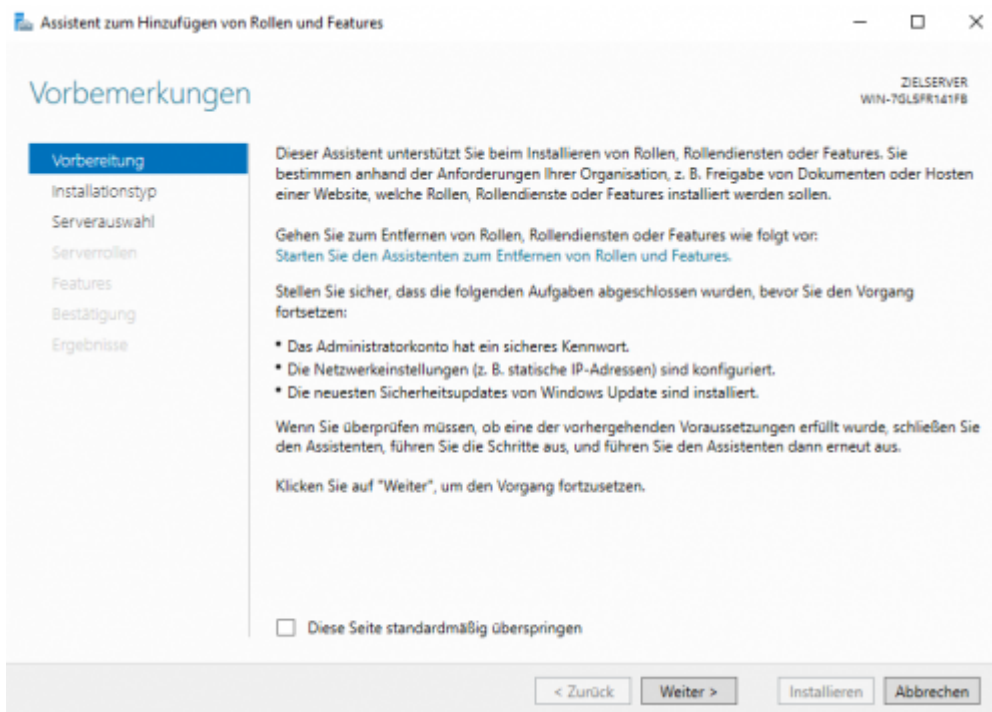 Assistent zum Hinzufügen von Rollen und Features
Vorbemerkungen
ZIELSERVER
WIN-7GLSFR141FB
Vorbereitung
Installationstyp
Serverauswahl
Serverrollen
Features
Bestätigung
Ergebnisse
Dieser Assistent unterstützt Sie beim Installieren von Rollen, Rollendiensten oder Features. Sie
bestimmen anhand der Anforderungen Ihrer Organisation, z. B. Freigabe von Dokumenten oder Hosten
einer Website, welche Rollen, Rollendienste oder Features installiert werden sollen.
Gehen Sie zum Entfernen von Rollen, Rollendiensten oder Features wie folgt vor:
Starten Sie den Assistenten zum Entfernen von Rollen und Features.
Stellen Sie sicher, dass die folgenden Aufgaben abgeschlossen wurden, bevor Sie den Vorgang
fortsetzen:
• Das Administratorkonto hat ein sicheres Kennwort.
• Die Netzwerkeinstellungen (z. B. statische IP-Adressen) sind konfiguriert.
• Die neuesten Sicherheitsupdates von Windows Update sind installiert.
Wenn Sie überprüfen müssen, ob eine der vorhergehenden Voraussetzungen erfüllt wurde, schließen Sie
den Assistenten, führen Sie die Schritte aus, und führen Sie den Assistenten dann erneut aus.
Klicken Sie auf "Weiter", um den Vorgang fortzusetzen.
Diese Seite standardmäßig überspringen
< Zurück
Weiter >
Installieren
Abbrechen